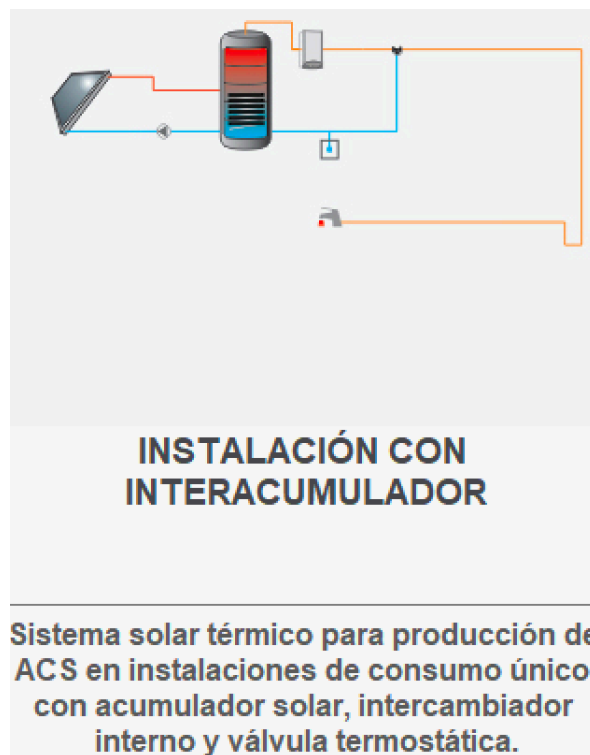 INSTALACIÓN CON
INTERACUMULADOR
Sistema solar térmico para producción de
ACS en instalaciones de consumo único
con acumulador solar, intercambiador
interno y válvula termostática.